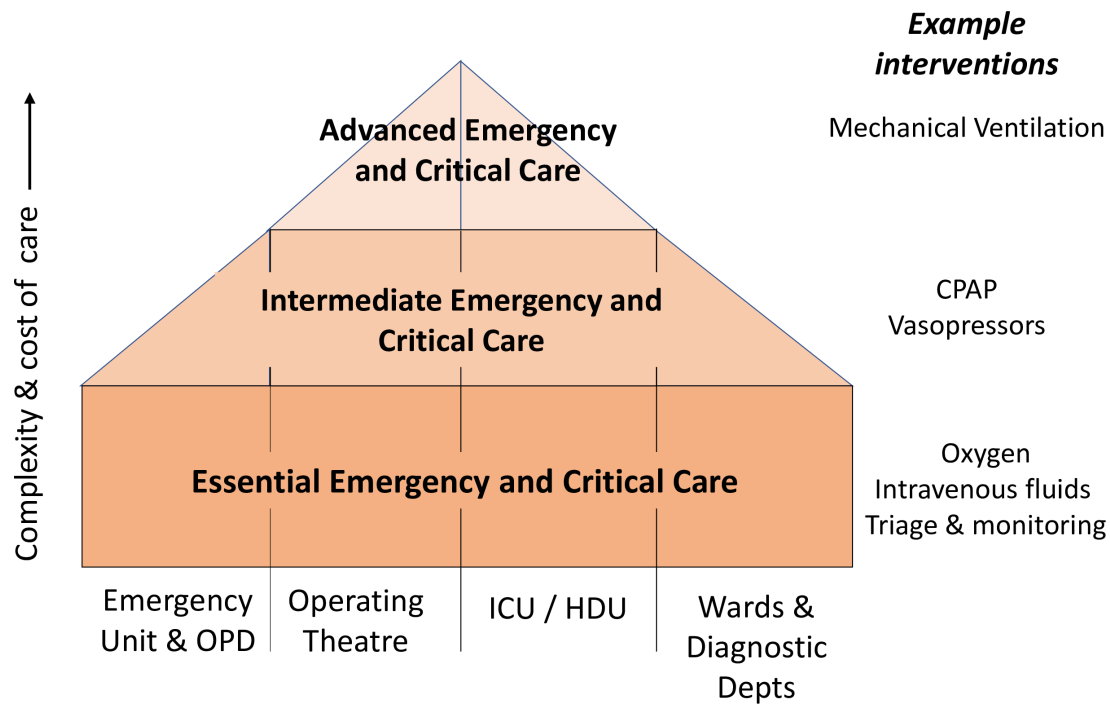 Example
interventions
Advanced Emergency
and Critical Care
Mechanical Ventilation
Intermediate Emergency and
Critical Care
CPAP
Vasopressors
Essential Emergency and Critical Care
Oxygen
Intravenous fluids
Triage & monitoring
Complexity & cost of care
Emergency
Unit & OPD
Operating
Theatre
ICU / HDU
Wards &
Diagnostic
Depts